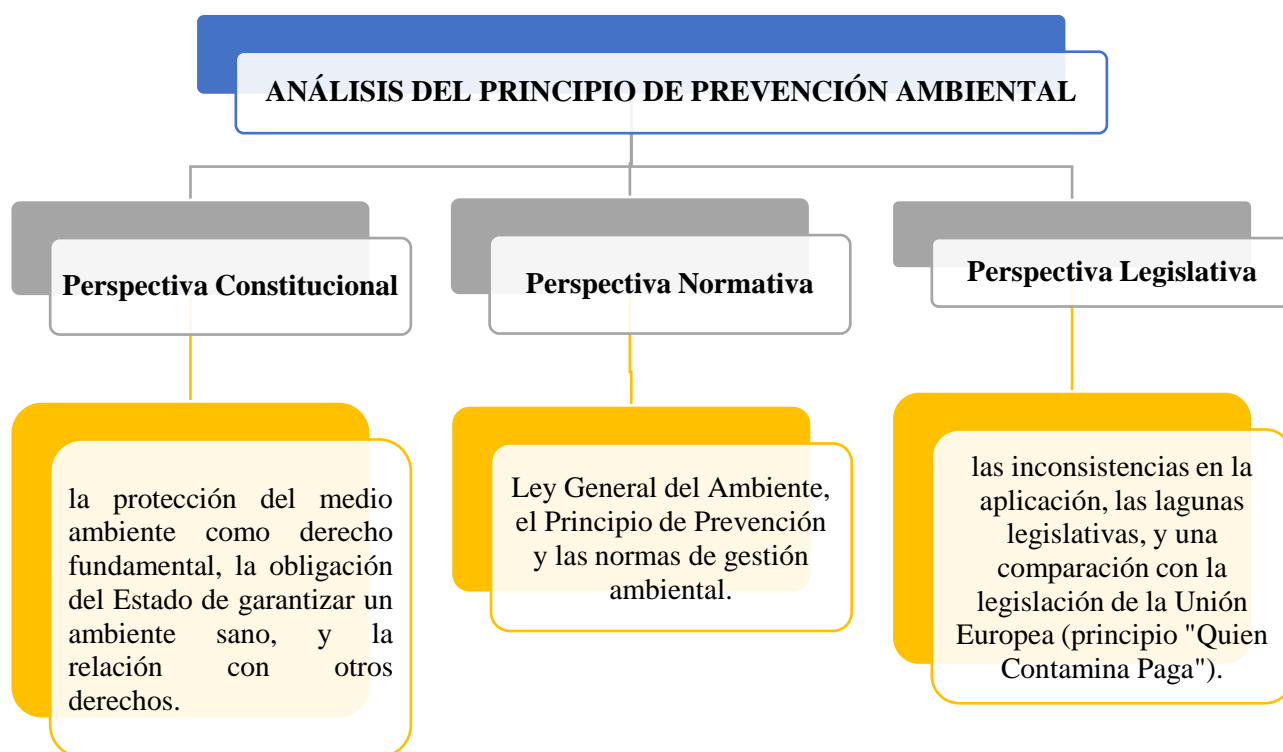 ANÁLISIS DEL PRINCIPIO DE PREVENCIÓN AMBIENTAL
Perspectiva Constitucional
la protección del medio
ambiente como derecho
fundamental, la obligación
del Estado de garantizar un
ambiente sano, y la
relación con otros
derechos.
Perspectiva Normativa
Ley General del Ambiente,
el Principio de Prevención
y las normas de gestión
ambiental.
Perspectiva Legislativa
las inconsistencias en la
aplicación, las lagunas
legislativas, y una
comparación con la
legislación de la Unión
Europea (principio "Quien
Contamina Paga").